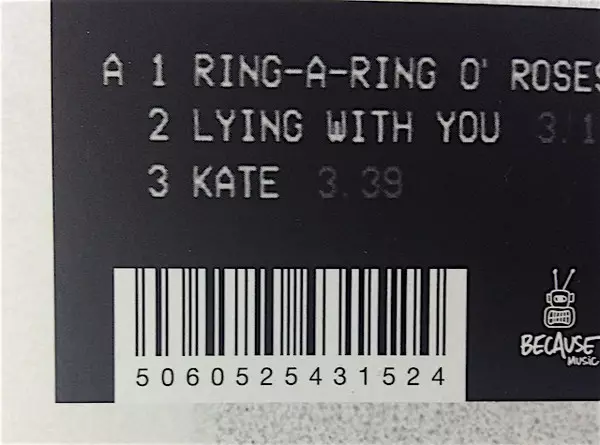 A 1 RING-A-RING O' ROSES
2 LYING WITH YOU
3 KATE 3.39
5060525431524
BECAUSE
MUSIC